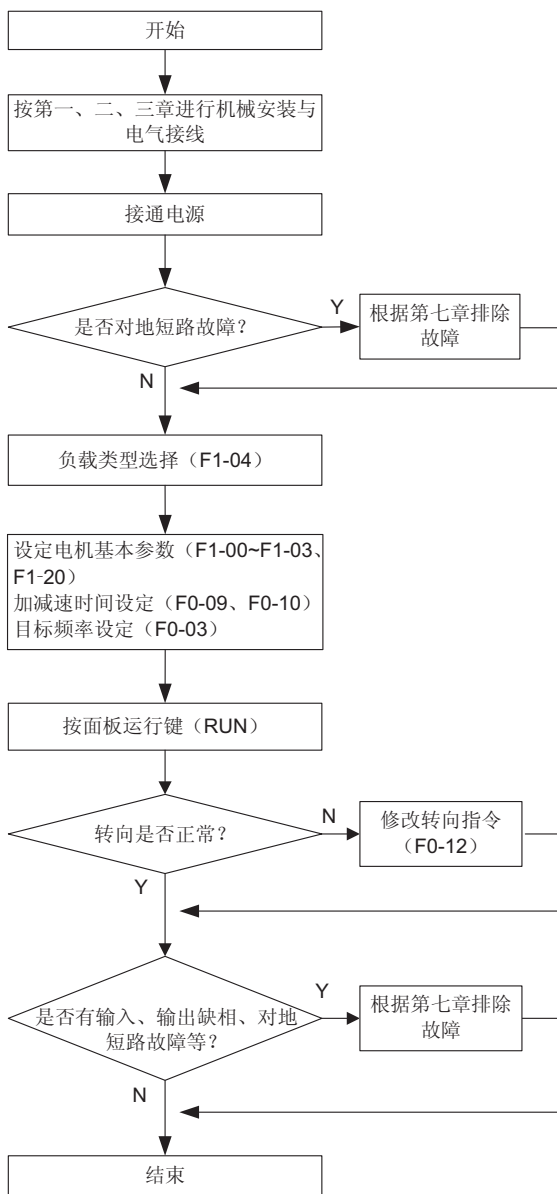 开始
按第一、二、三章进行机械安装与
电气接线
接通电源
是否对地短路故障？
Y
根据第七章排除
故障
N
负载类型选择（F1-04）
设定电机基本参数（F1-00~F1-03、
F1-20）
加减速时间设定（F0-09、F0-10）
目标频率设定（F0-03）
按面板运行键（RUN）
转向是否正常？
N
修改转向指令
（F0-12）
Y
是否有输入、输出缺相、对地
短路故障等？
Y
根据第七章排除
故障
N
结束